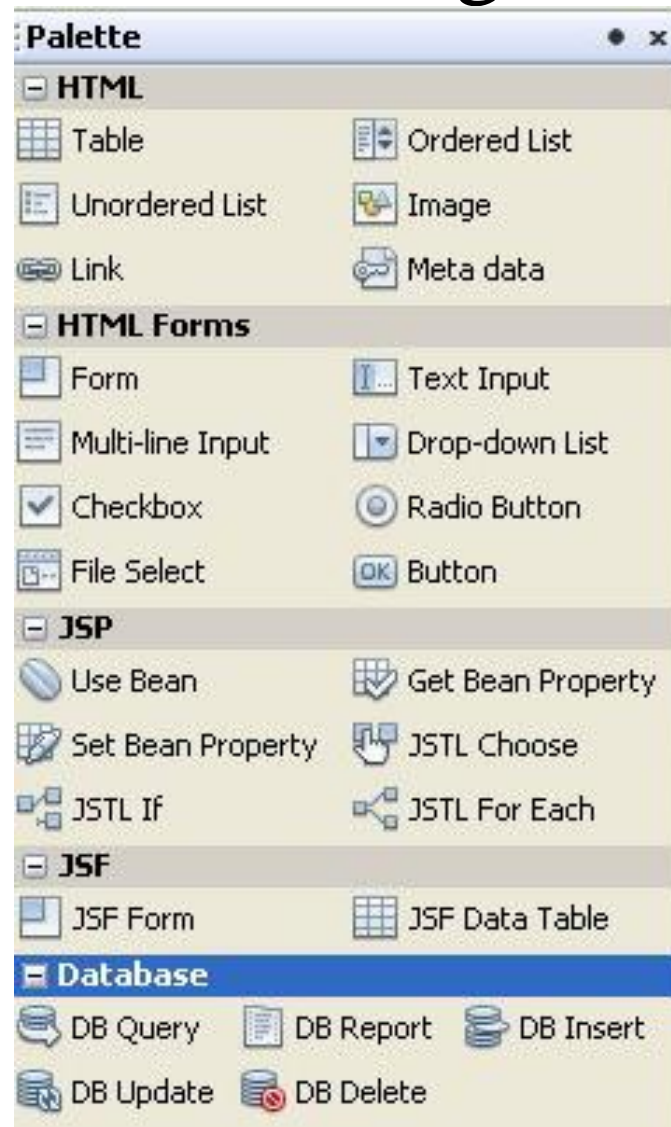 Palette
HTML
Table Ordered List
Unordered List Image
Link Meta data
HTML Forms
Form Text Input
Multi-line Input Drop-down List
Checkbox Radio Button
File Select OK Button
JSP
Use Bean Get Bean Property
Set Bean Property JSTL Choose
JSTL If JSTL For Each
JSF
JSF Form JSF Data Table
Database
DB Query DB Report DB Insert
DB Update DB Delete